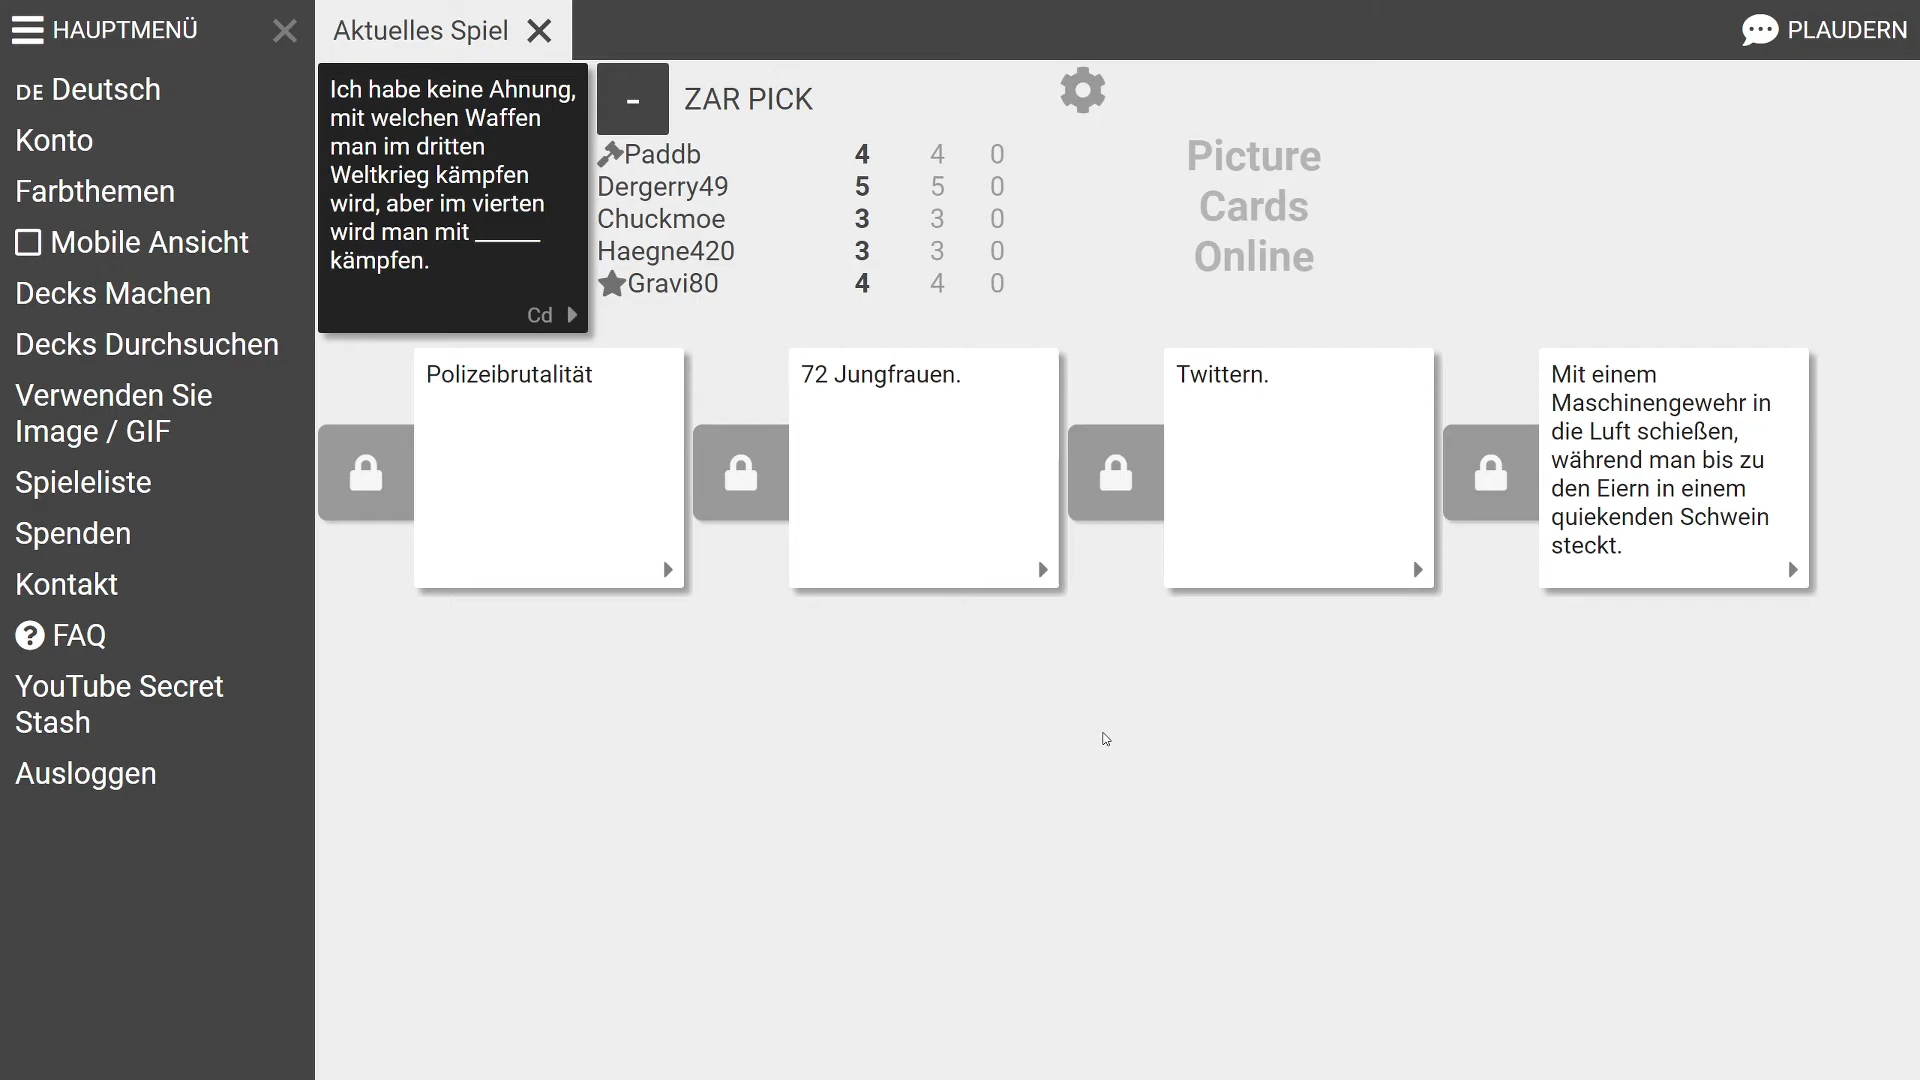 HAUPTMENÜ
DE Deutsch
Konto
Farbthemen
Mobile Ansicht
Decks Machen
Decks Durchsuchen
Verwenden Sie
Image / GIF
Spieleliste
Spenden
Kontakt
FAQ
YouTube Secret
Stash
Ausloggen
Aktuelles Spiel
PLAUDERN
Ich habe keine Ahnung,
mit welchen Waffen
man im dritten
Weltkrieg kämpfen
wird, aber im vierten
wird man mit ______
kämpfen.
Cd
- ZAR PICK
Paddb 4 4 0
Dergerry49 5 5 0
Chuckmoe 3 3 0
Haegne420 3 3 0
Gravi80 4 4 0
Picture
Cards
Online
Polizeibrutalität
72 Jungfrauen.
Twittern.
Mit einem
Maschinengewehr in
die Luft schießen,
während man bis zu
den Eiern in einem
quiekenden Schwein
steckt.